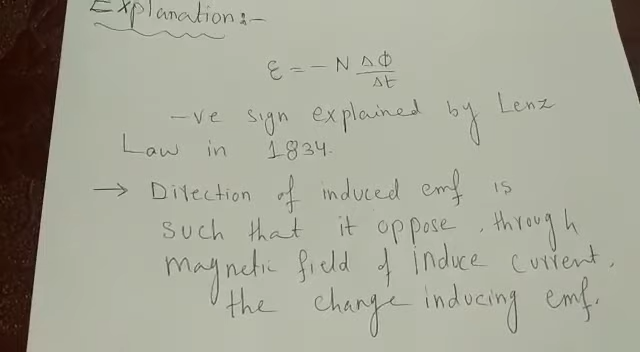 Explanation:-
ε = - N ΔΦ/Δt
-ve sign explained by Lenz
Law in 1834.
→ Direction of induced emf is
such that it oppose, through
magnetic field of induce current,
the change inducing emf.